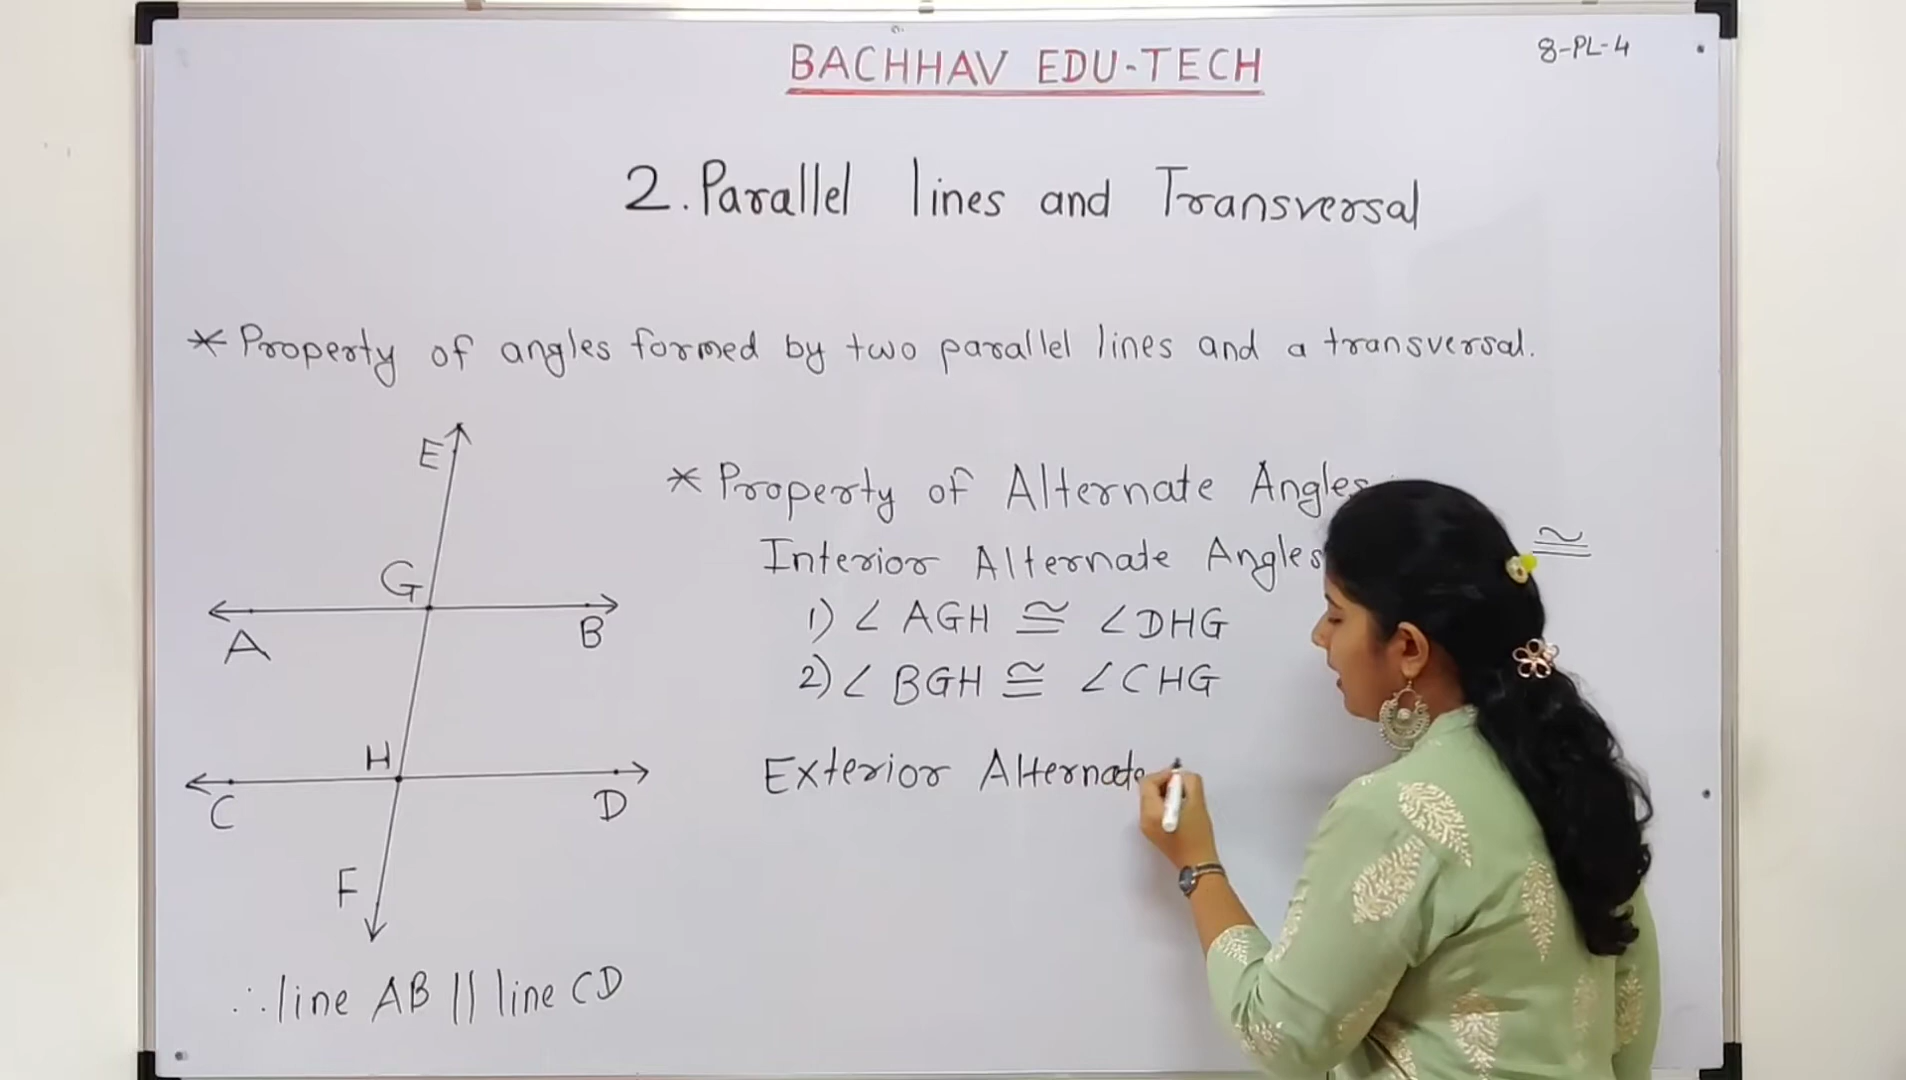 BACHHAV EDU-TECH
8-PL-4
2. Parallel lines and Transversal
* Property of angles formed by two parallel lines and a transversal.
E
G
A
B
H
C
D
F
∴ line AB || line CD
* Property of Alternate Angles
Interior Alternate Angles ≅
1) ∠ AGH ≅ ∠DHG
2) ∠ BGH ≅ ∠CHG
Exterior Alternate